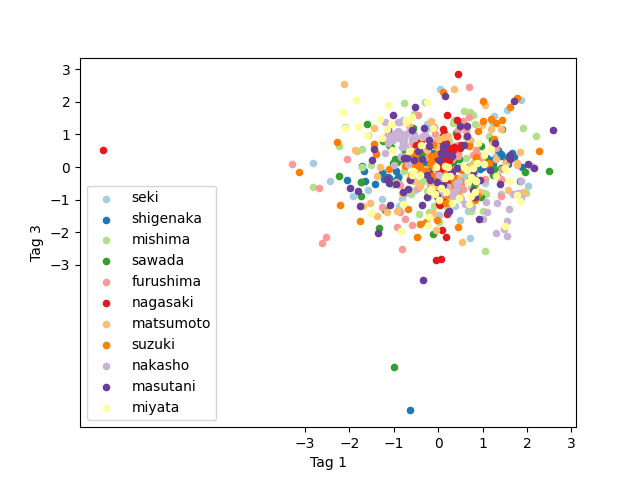 3
2
1
0
−1
−2
−3
Tag 3
seki
shigenaka
mishima
sawada
furushima
nagasaki
matsumoto
suzuki
nakasho
masutani
miyata
−3 −2 −1 0 1 2 3
Tag 1